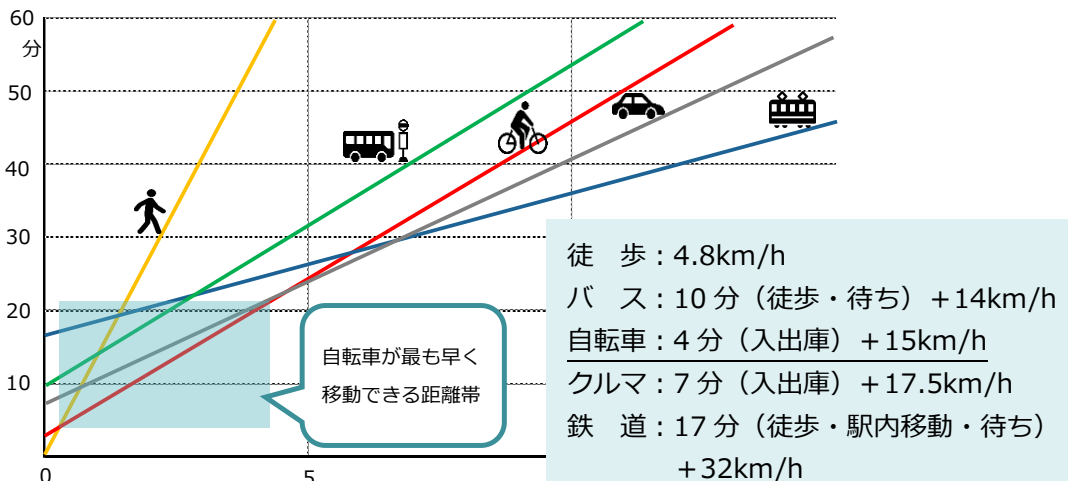 60
分
50
40
30
20
10
0
5
自転車が最も早く
移動できる距離帯
徒　歩：4.8km/h
バ　ス：10 分（徒歩・待ち）＋14km/h
自転車：4 分（入出庫）＋15km/h
クルマ：7 分（入出庫）＋17.5km/h
鉄　道：17 分（徒歩・駅内移動・待ち）
＋32km/h